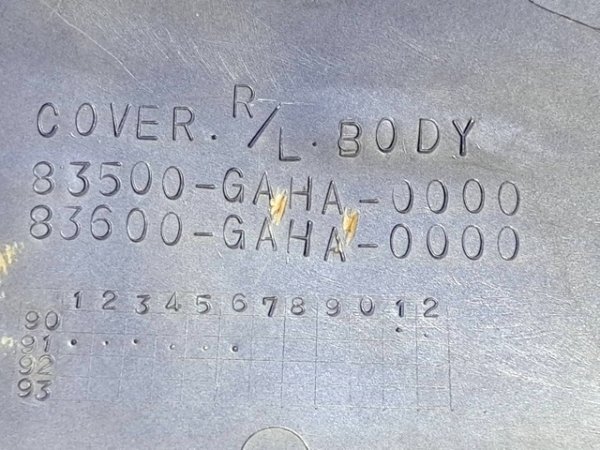 COVER. R/L. BODY
83500-GAHA-0000
83600-GAHA-0000
1 2 3 4 5 6 7 8 9 0 1 2
90
91
92
93